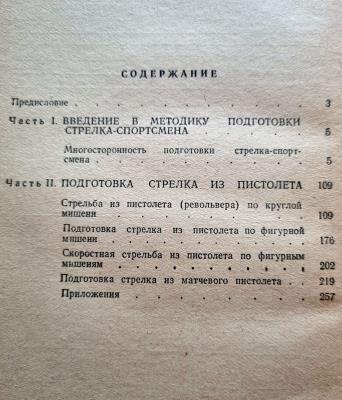 СОДЕРЖАНИЕ
Предисловие . . . . . . . . . . 3
Часть I. ВВЕДЕНИЕ В МЕТОДИКУ ПОДГОТОВКИ
СТРЕЛКА-СПОРТСМЕНА . . . . . . 5
Многосторонность подготовки стрелка-спорт-
смена . . . . . . . . . . 5
Часть II. ПОДГОТОВКА СТРЕЛКА ИЗ ПИСТОЛЕТА 109
Стрельба из пистолета (револьвера) по круглой
мишени . . . . . . . . . . 109
Подготовка стрелка из пистолета по фигурной
мишени . . . . . . . . . . 176
Скоростная стрельба из пистолета по фигурным
мишеням . . . . . . . . . . 202
Подготовка стрелка из матчевого пистолета . . 219
Приложения . . . . . . . . . . 257